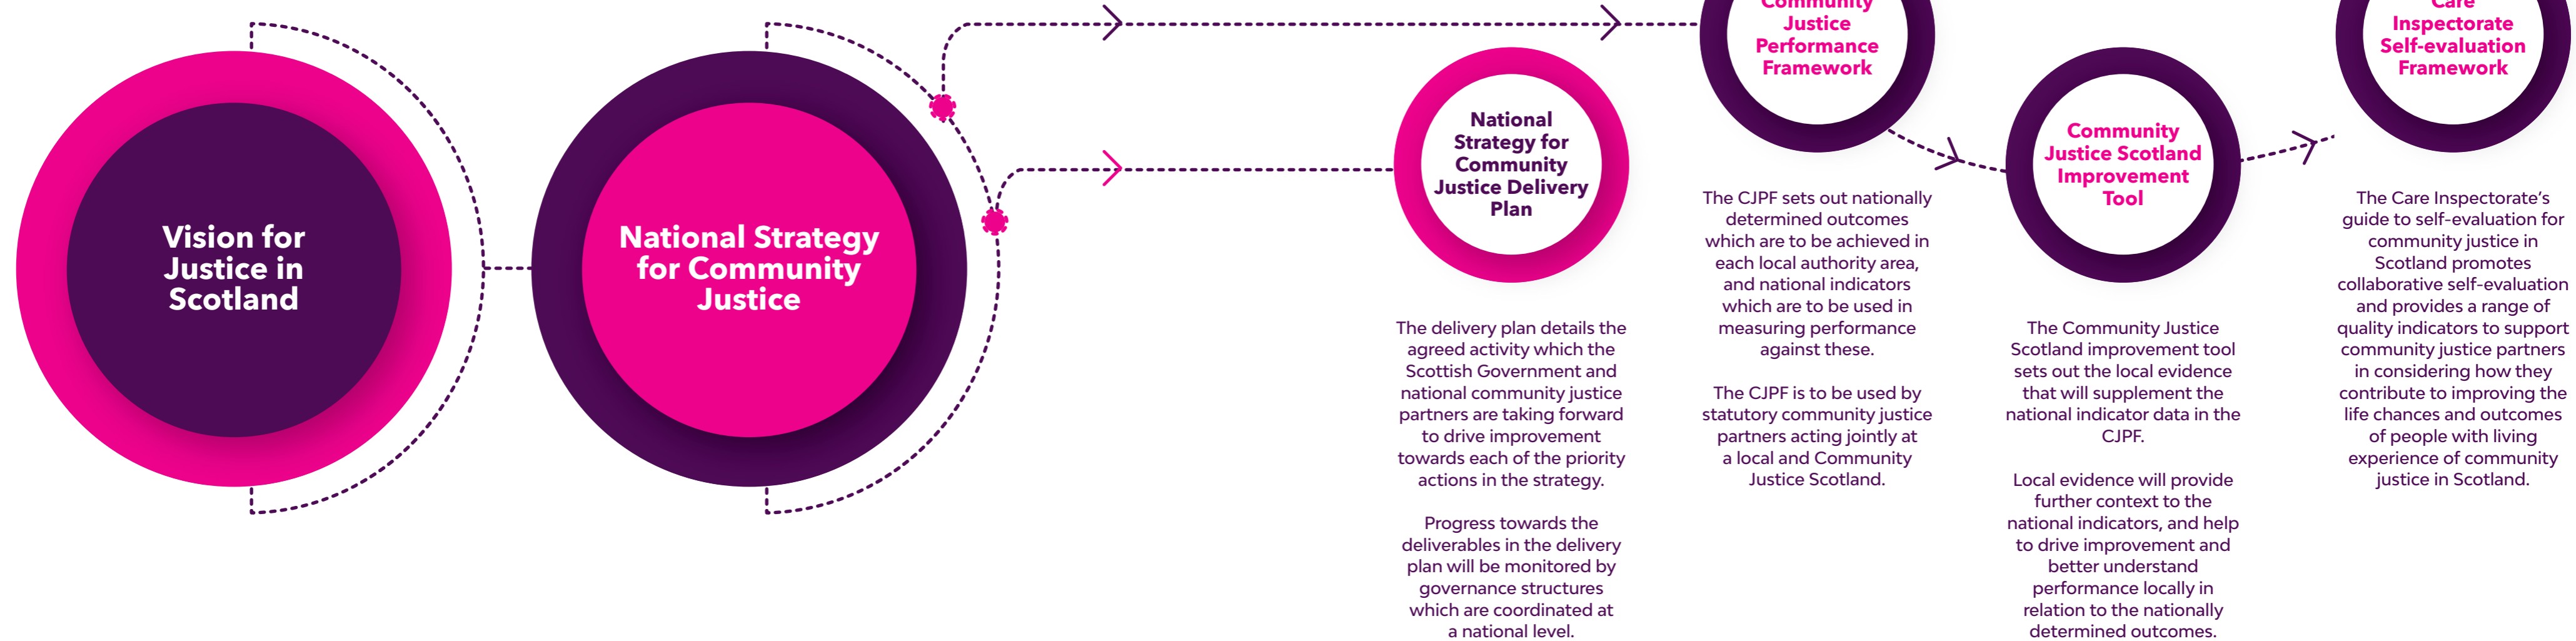 Vision for
Justice in
Scotland
National Strategy
for Community
Justice
National
Strategy for
Community
Justice Delivery
Plan
The delivery plan details the
agreed activity which the
Scottish Government and
national community justice
partners are taking forward
to drive improvement
towards each of the priority
actions in the strategy.
Progress towards the
deliverables in the delivery
plan will be monitored by
governance structures
which are coordinated at
a national level.
Community
Justice
Performance
Framework
The CJPF sets out nationally
determined outcomes
which are to be achieved in
each local authority area,
and national indicators
which are to be used in
measuring performance
against these.
The CJPF is to be used by
statutory community justice
partners acting jointly at
a local and Community
Justice Scotland.
Community
Justice Scotland
Improvement
Tool
The Community Justice
Scotland improvement tool
sets out the local evidence
that will supplement the
national indicator data in the
CJPF.
Local evidence will provide
further context to the
national indicators, and help
to drive improvement and
better understand
performance locally in
relation to the nationally
determined outcomes.
Care
Inspectorate
Self-evaluation
Framework
The Care Inspectorate’s
guide to self-evaluation for
community justice in
Scotland promotes
collaborative self-evaluation
and provides a range of
quality indicators to support
community justice partners
in considering how they
contribute to improving the
life chances and outcomes
of people with living
experience of community
justice in Scotland.